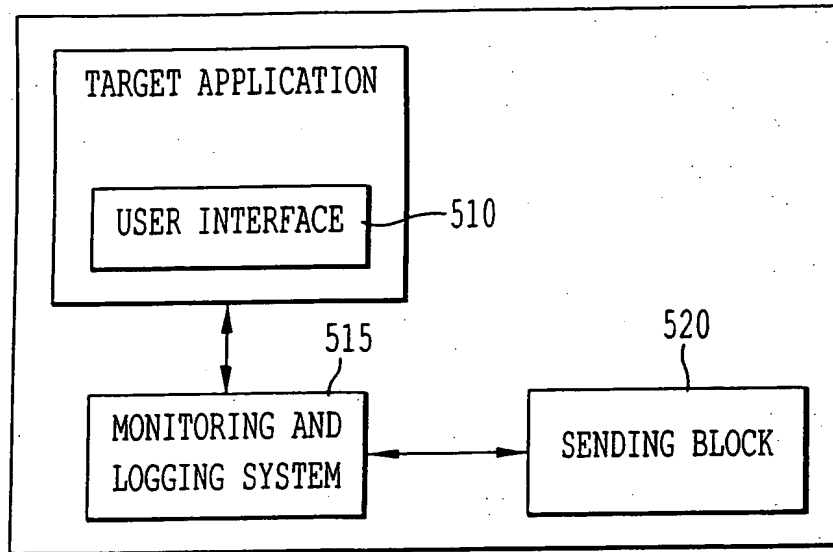 TARGET APPLICATION
USER INTERFACE
510
515
520
MONITORING AND
LOGGING SYSTEM
SENDING BLOCK